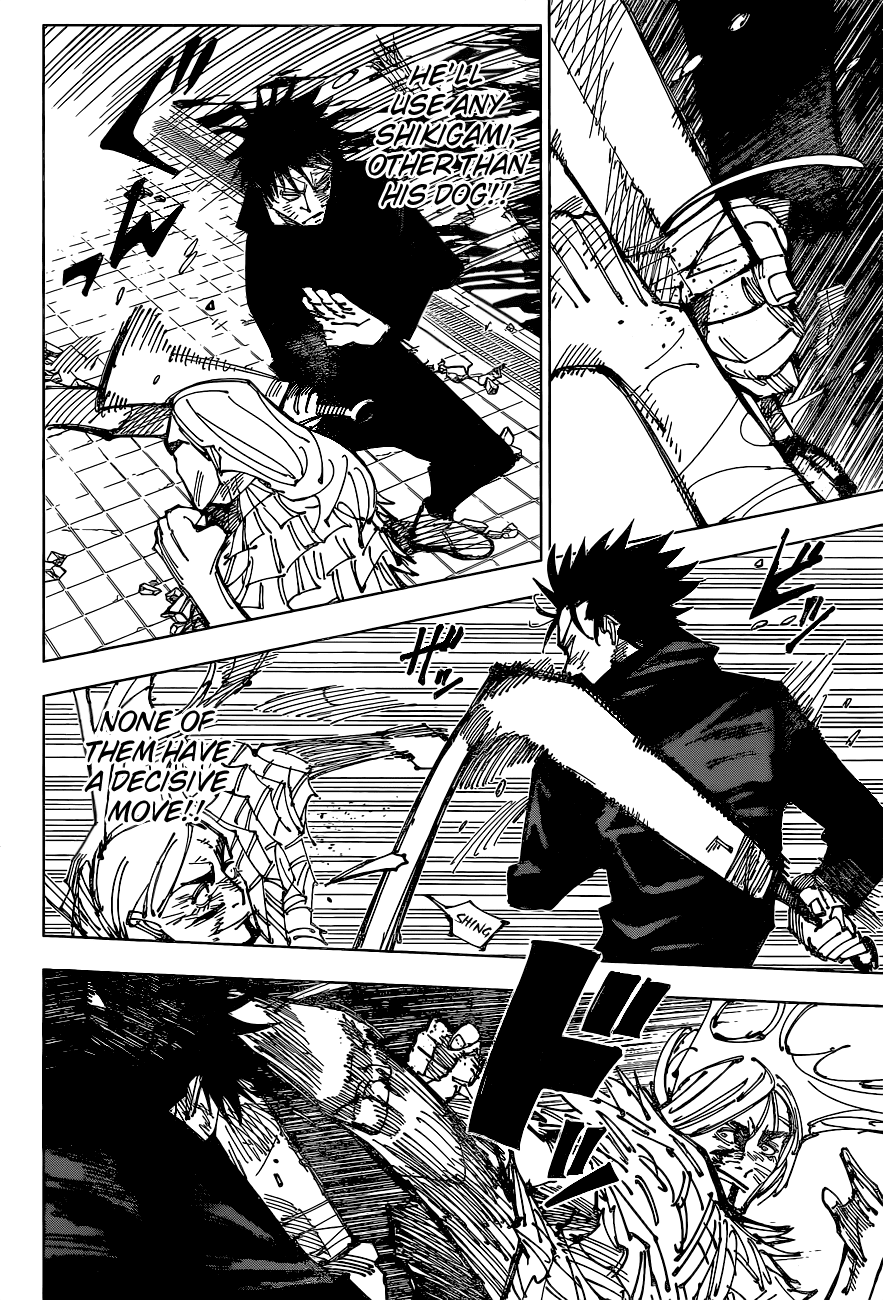 HE'LL
USE ANY
SHIKIGAMI,
OTHER THAN
HIS DOG!!
NONE OF
THEM HAVE
A DECISIVE
MOVE!!
SHING